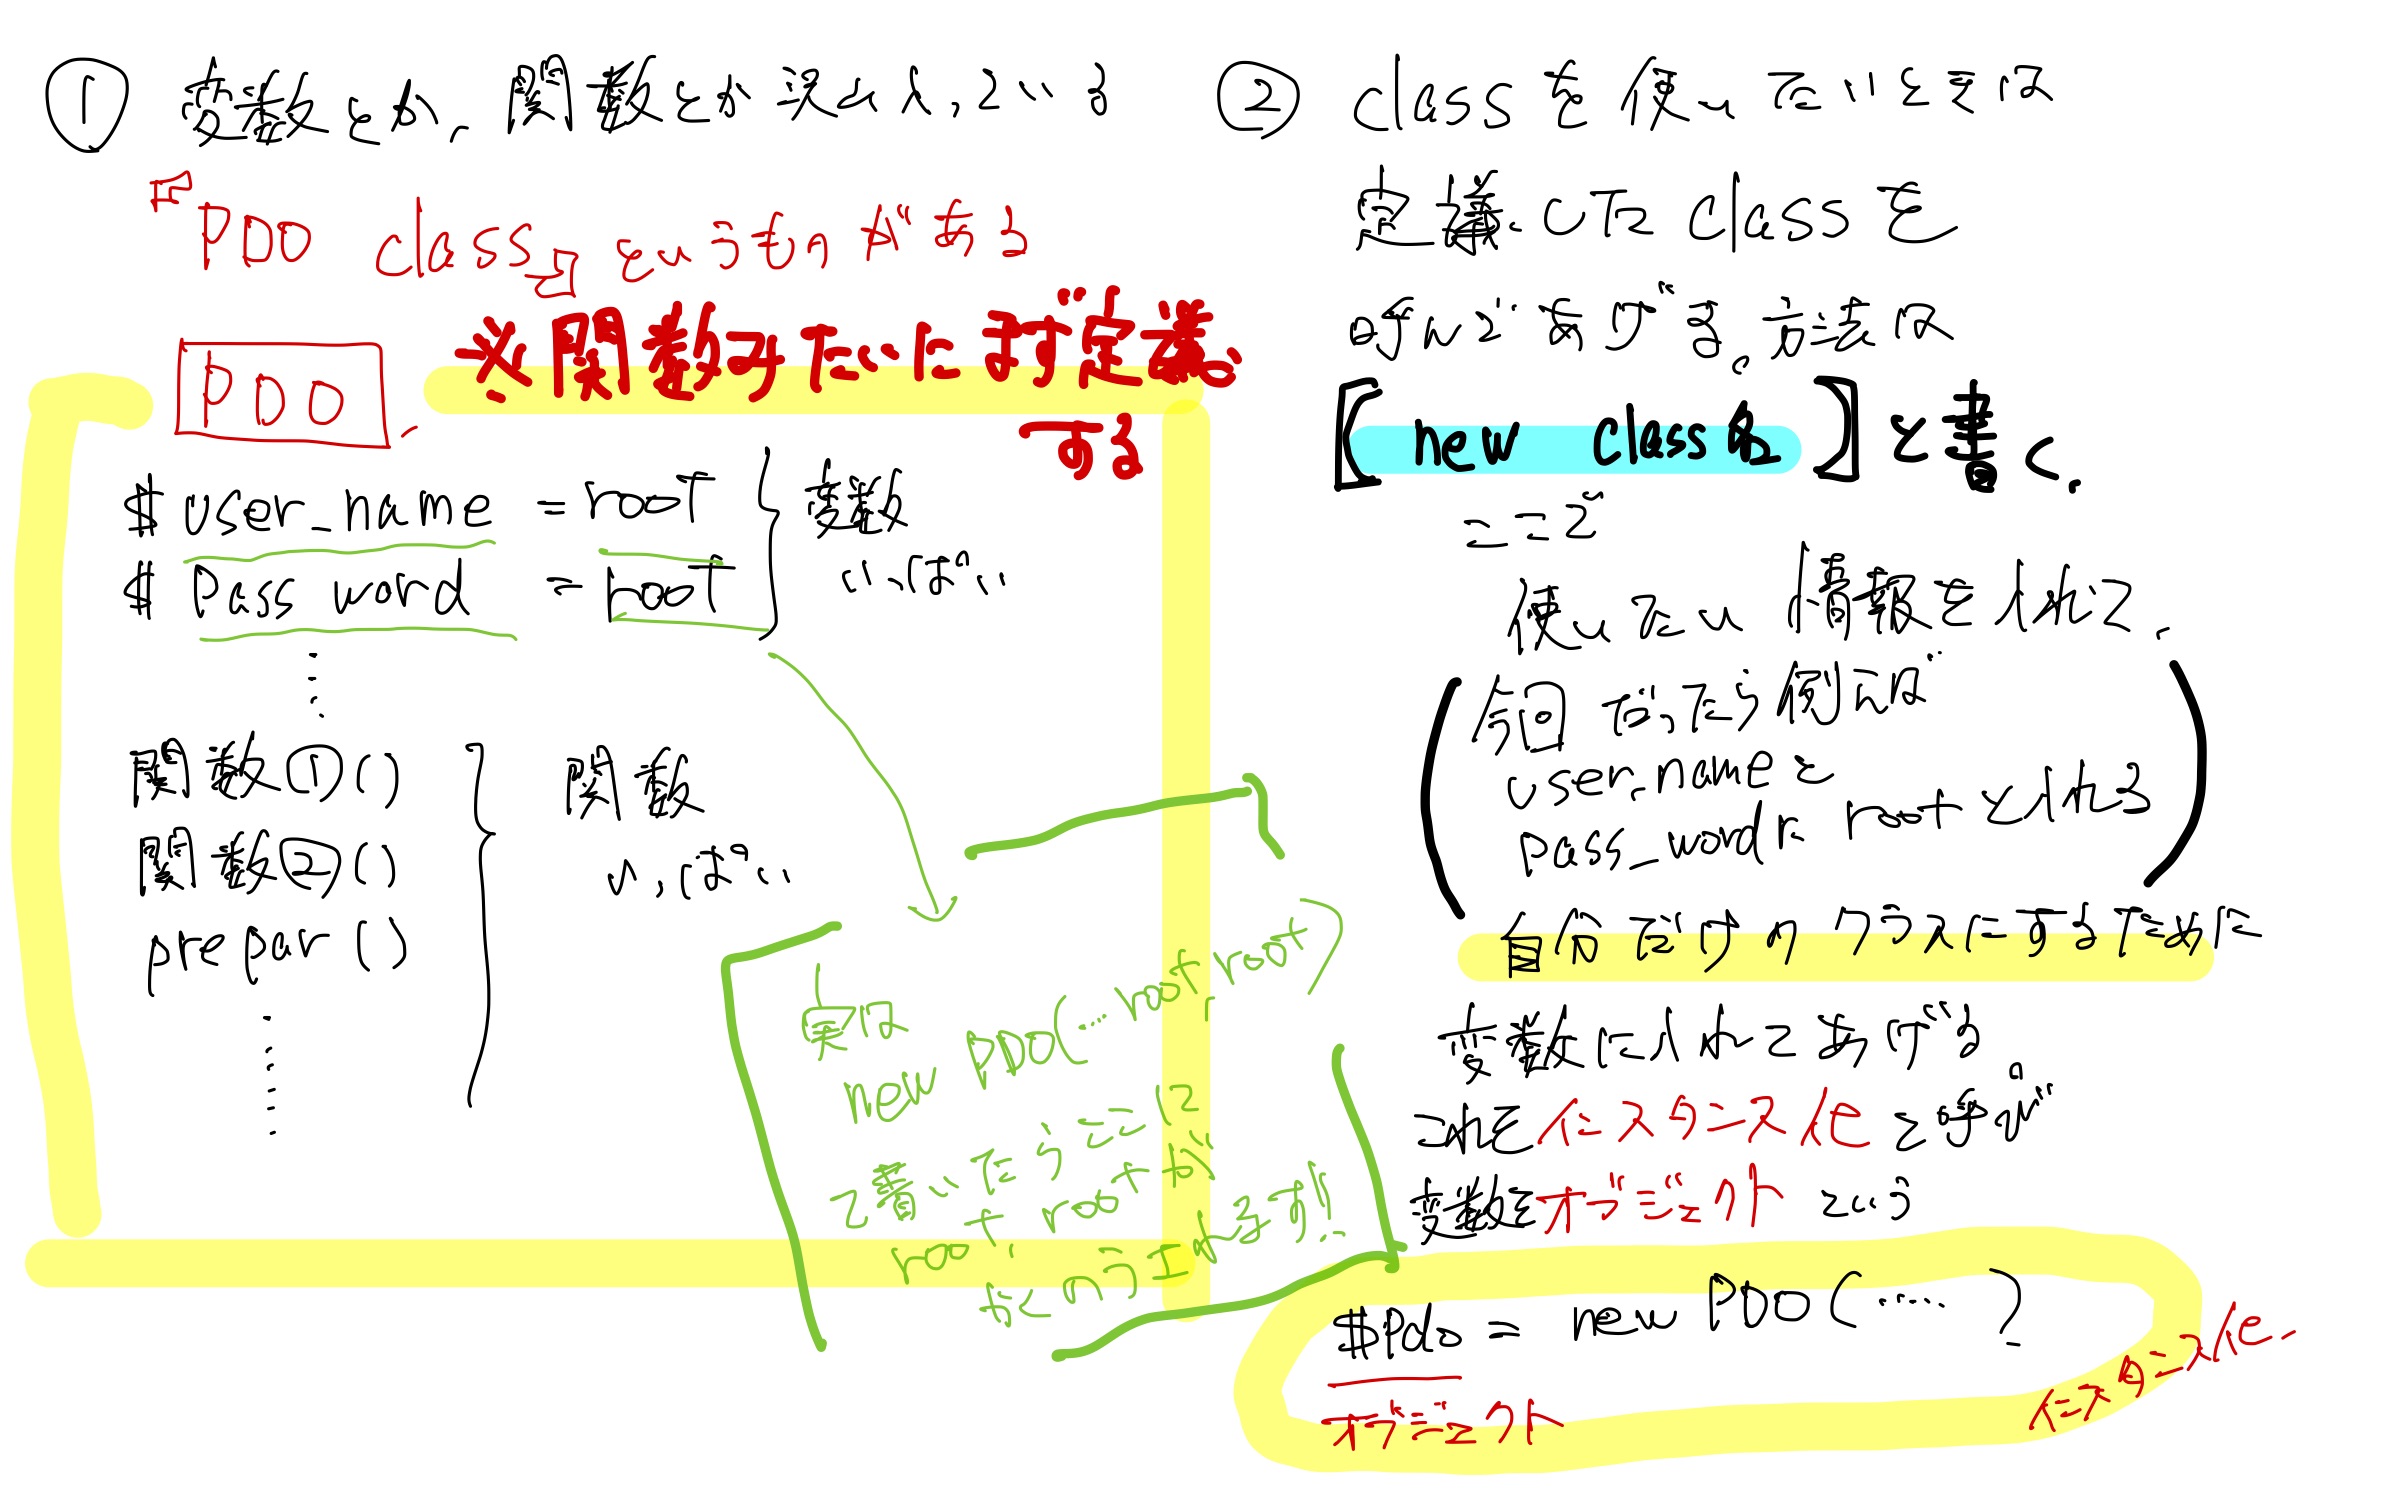 ① 変数とか、関数とか沢山入っている
『PDO class』というものがある
※関数みたいにまず定義
する
PDO
$user_name = root
$Pass word = root
変数
いっぱい
関数①()
関数②()
prepar()
関数
いっぱい
実は
new PDO(…root, root)
て書いたらここに
root, rootが
かくのうされます!!
② classを使いたいときは
定義したclassを
呼んであげる。方法は
【new class名】と書く。
ここで
使いたい情報を入れて、
今回だったら例えば
user_nameと
pass_wordに rootと入れる
自分だけのクラスにするために
変数に入れてあげる。
これをインスタンス化と呼び
変数をオブジェクトという
$Pdo = new PDO(……)
オブジェクト
インスタンス化